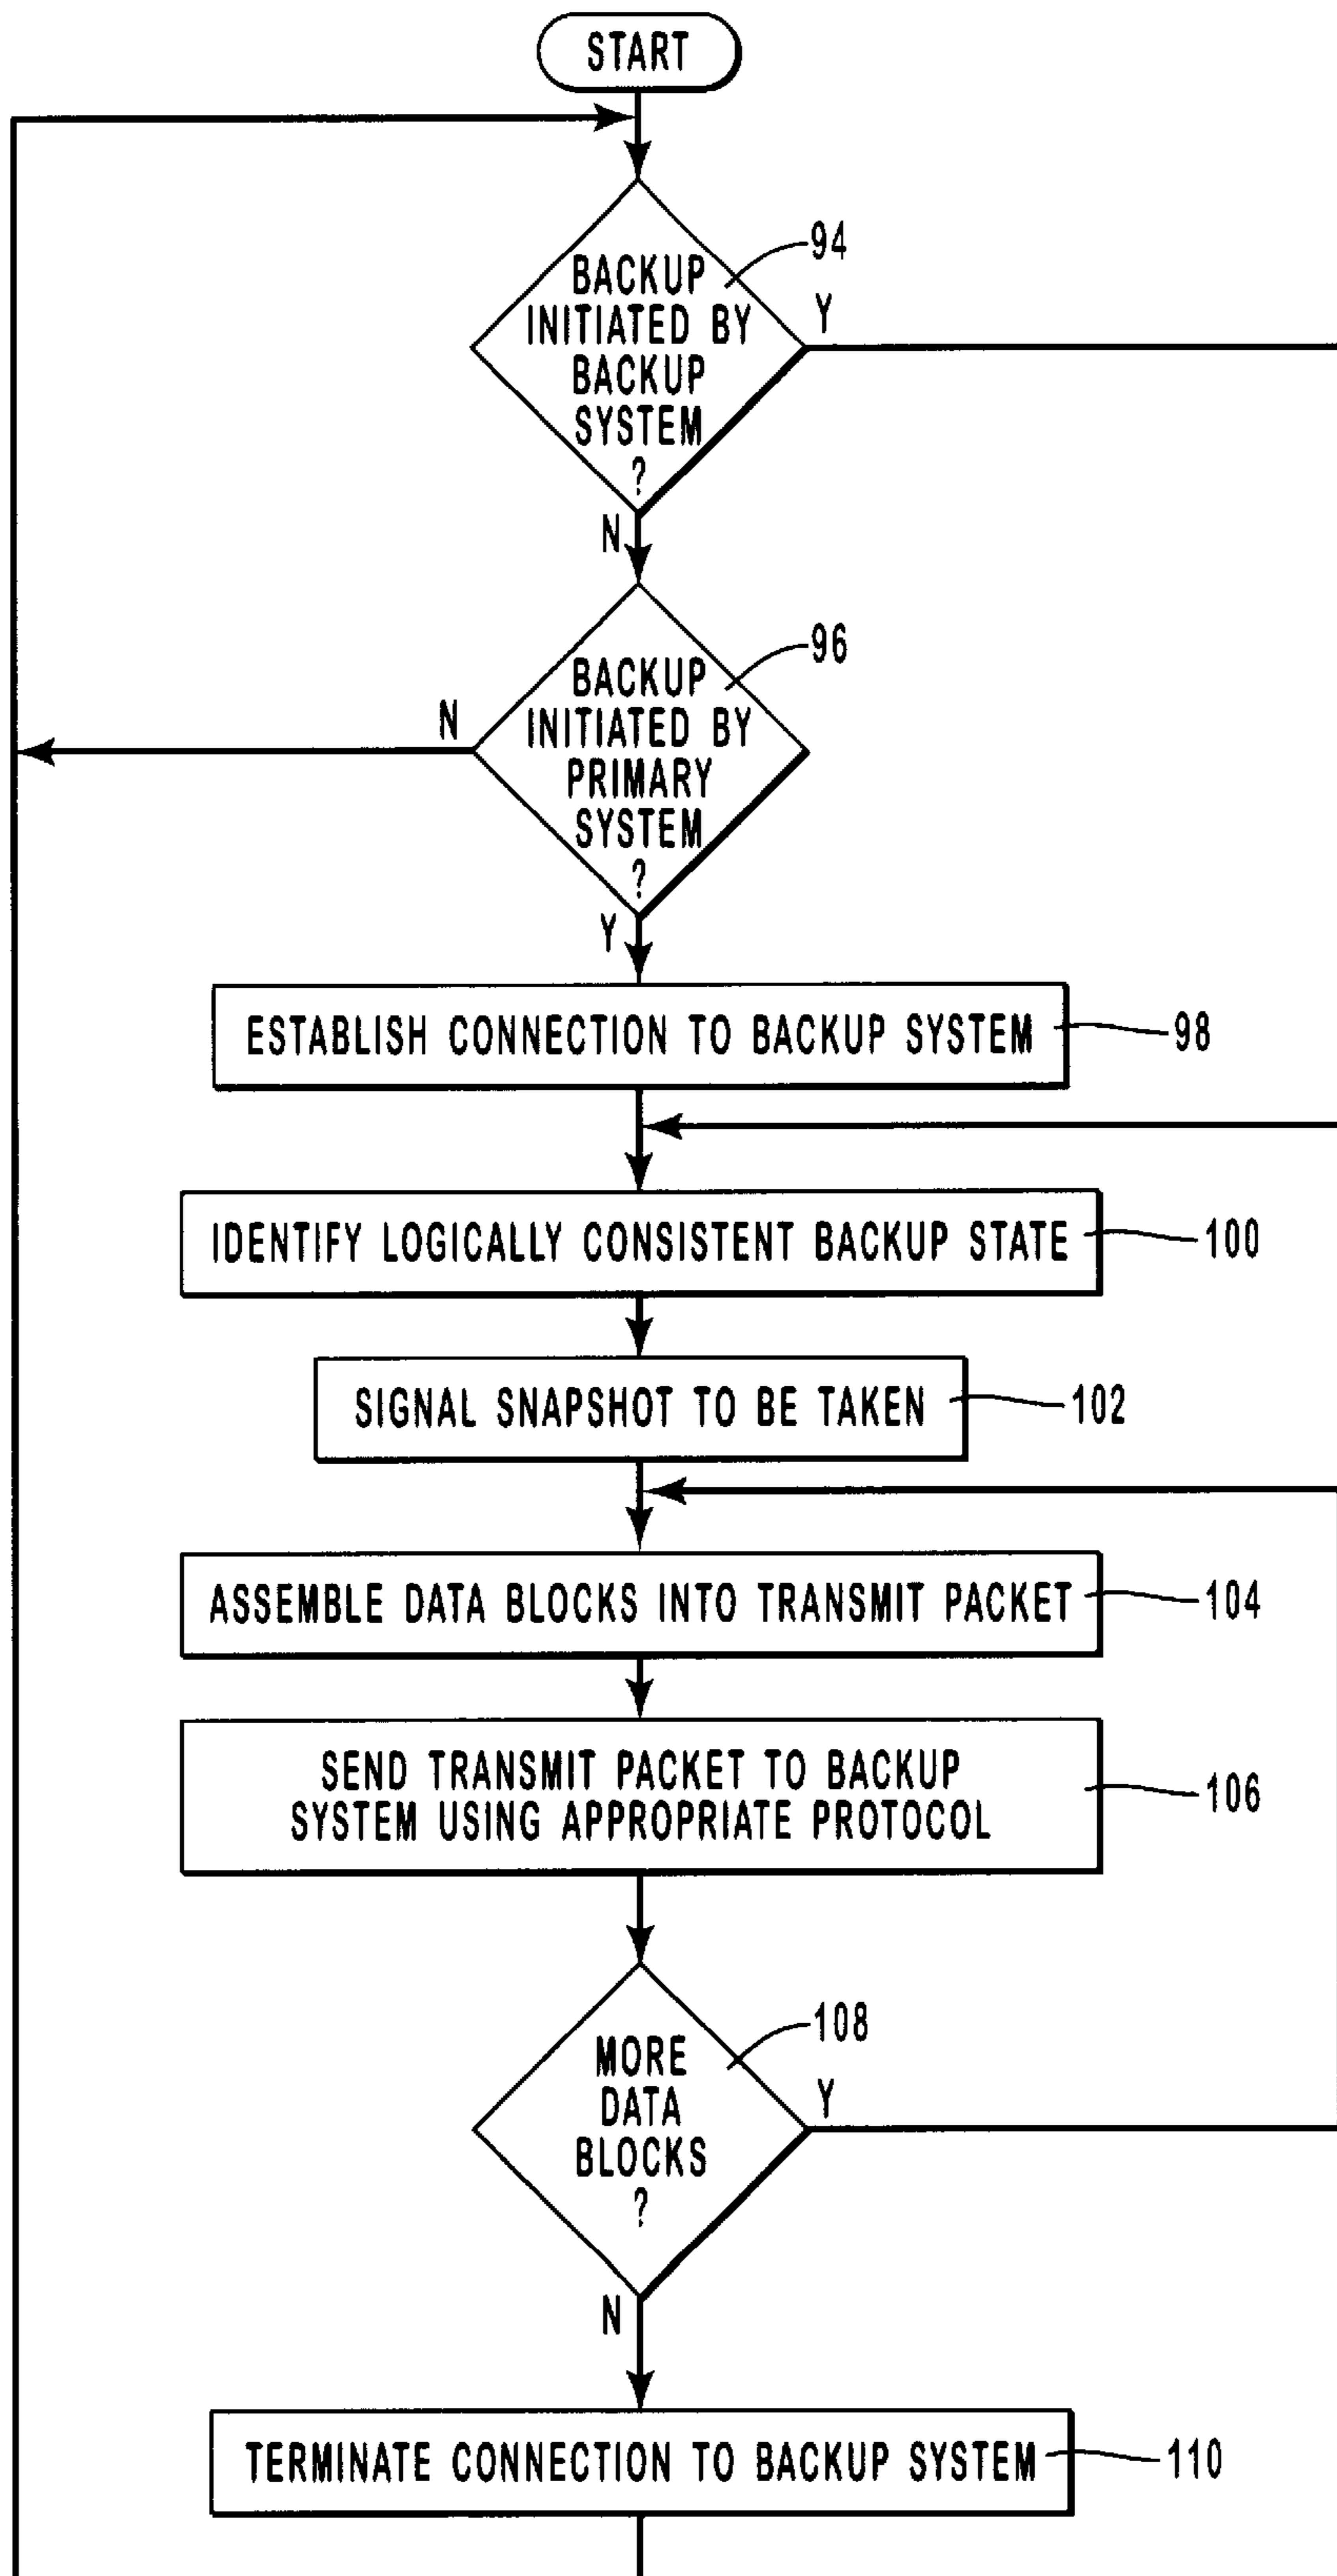 START
94
BACKUP
INITIATED BY
BACKUP
SYSTEM
?
Y
N
96
BACKUP
INITIATED BY
PRIMARY
SYSTEM
?
N
Y
ESTABLISH CONNECTION TO BACKUP SYSTEM
98
IDENTIFY LOGICALLY CONSISTENT BACKUP STATE
100
SIGNAL SNAPSHOT TO BE TAKEN
102
ASSEMBLE DATA BLOCKS INTO TRANSMIT PACKET
104
SEND TRANSMIT PACKET TO BACKUP
SYSTEM USING APPROPRIATE PROTOCOL
106
108
MORE
DATA
BLOCKS
?
Y
N
TERMINATE CONNECTION TO BACKUP SYSTEM
110